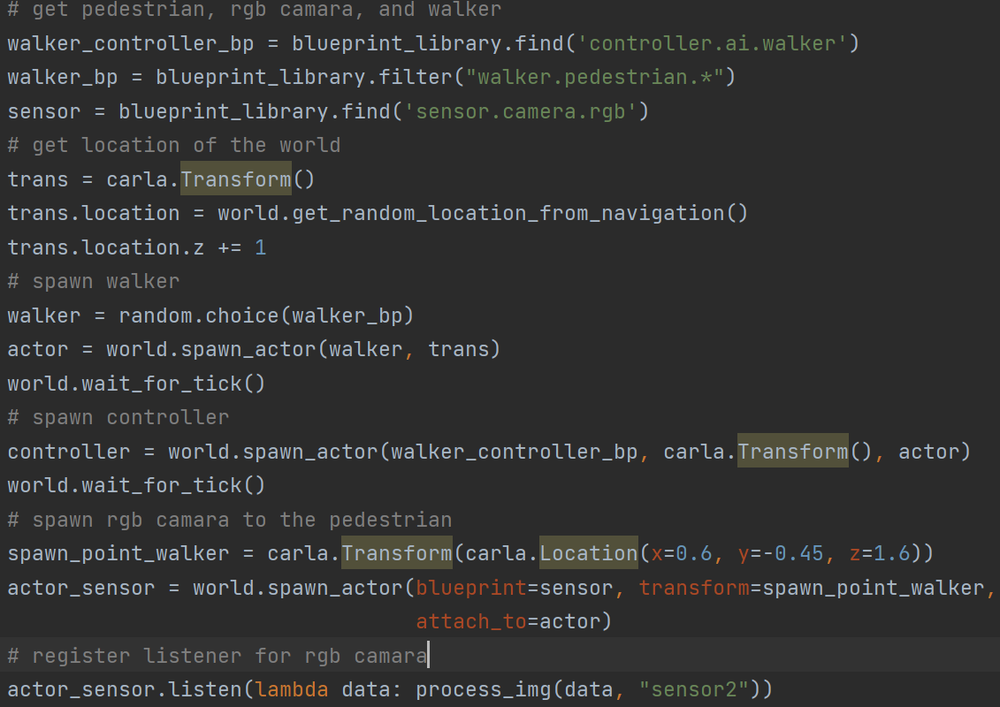 # get pedestrian, rgb camara, and walker
walker_controller_bp = blueprint_library.find('controller.ai.walker')
walker_bp = blueprint_library.filter("walker.pedestrian.*")
sensor = blueprint_library.find('sensor.camera.rgb')
# get location of the world
trans = carla.Transform()
trans.location = world.get_random_location_from_navigation()
trans.location.z += 1
# spawn walker
walker = random.choice(walker_bp)
actor = world.spawn_actor(walker, trans)
world.wait_for_tick()
# spawn controller
controller = world.spawn_actor(walker_controller_bp, carla.Transform(), actor)
world.wait_for_tick()
# spawn rgb camara to the pedestrian
spawn_point_walker = carla.Transform(carla.Location(x=0.6, y=-0.45, z=1.6))
actor_sensor = world.spawn_actor(blueprint=sensor, transform=spawn_point_walker,
attach_to=actor)
# register listener for rgb camara
actor_sensor.listen(lambda data: process_img(data, "sensor2"))